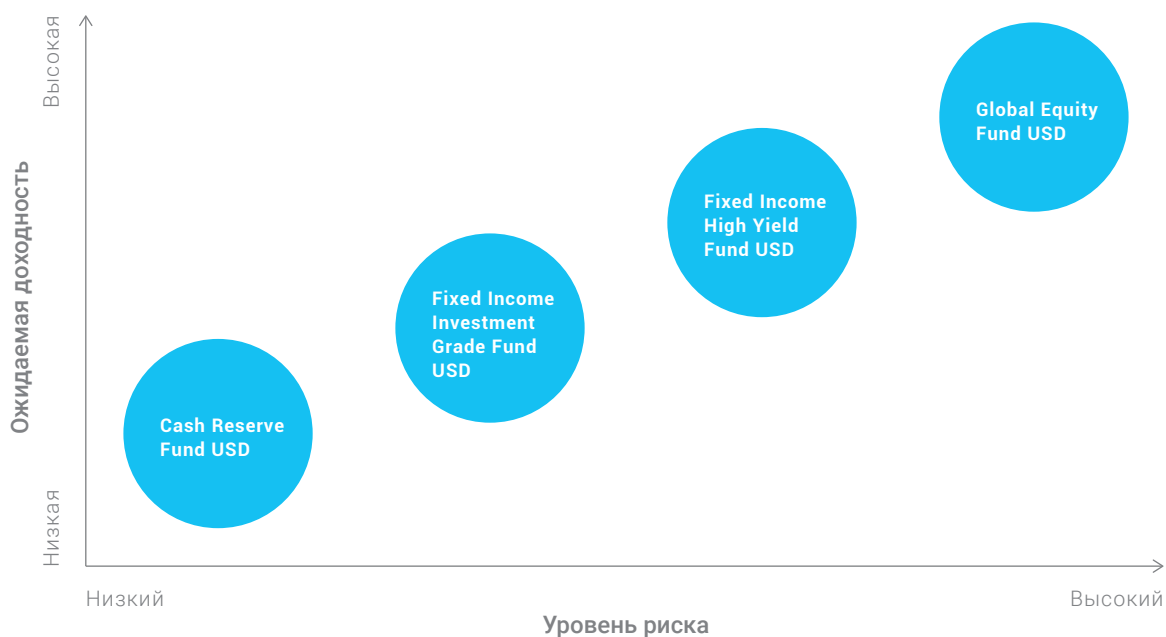 Высокая
Ожидаемая доходность
Низкая
Global Equity
Fund USD
Fixed Income
High Yield
Fund USD
Fixed Income
Investment
Grade Fund
USD
Cash Reserve
Fund USD
Низкий
Высокий
Уровень риска